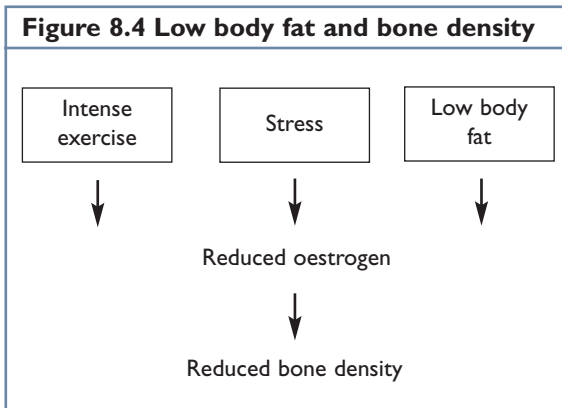 Figure 8.4 Low body fat and bone density
Intense
exercise
Stress
Low body
fat
Reduced oestrogen
Reduced bone density